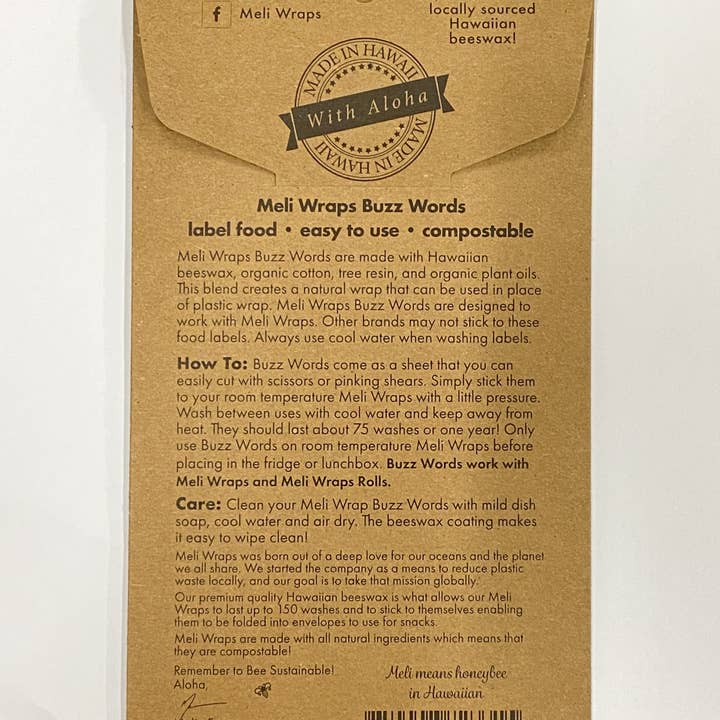 f Meli Wraps
locally sourced
Hawaiian
beeswax!
MADE IN HAWAII
With Aloha
MADE IN HAWAII
Meli Wraps Buzz Words
label food • easy to use • compostable
Meli Wraps Buzz Words are made with Hawaiian
beeswax, organic cotton, tree resin, and organic plant oils.
This blend creates a natural wrap that can be used in place
of plastic wrap. Meli Wraps Buzz Words are designed to
work with Meli Wraps. Other brands may not stick to these
food labels. Always use cool water when washing labels.
How To: Buzz Words come as a sheet that you can
easily cut with scissors or pinking shears. Simply stick them
to your room temperature Meli Wraps with a little pressure.
Wash between uses with cool water and keep away from
heat. They should last about 75 washes or one year! Only
use Buzz Words on room temperature Meli Wraps before
placing in the fridge or lunchbox. Buzz Words work with
Meli Wraps and Meli Wraps Rolls.
Care: Clean your Meli Wrap Buzz Words with mild dish
soap, cool water and air dry. The beeswax coating makes
it easy to wipe clean!
Meli Wraps was born out of a deep love for our oceans and the planet
we all share. We started the company as a means to reduce plastic
waste locally, and our goal is to take that mission globally.
Our premium quality Hawaiian beeswax is what allows our Meli
Wraps to last up to 150 washes and to stick to themselves enabling
them to be folded into envelopes to use for snacks.
Meli Wraps are made with all natural ingredients which means that
they are compostable!
Remember to Bee Sustainable!
Aloha,
Meli means honeybee
in Hawaiian